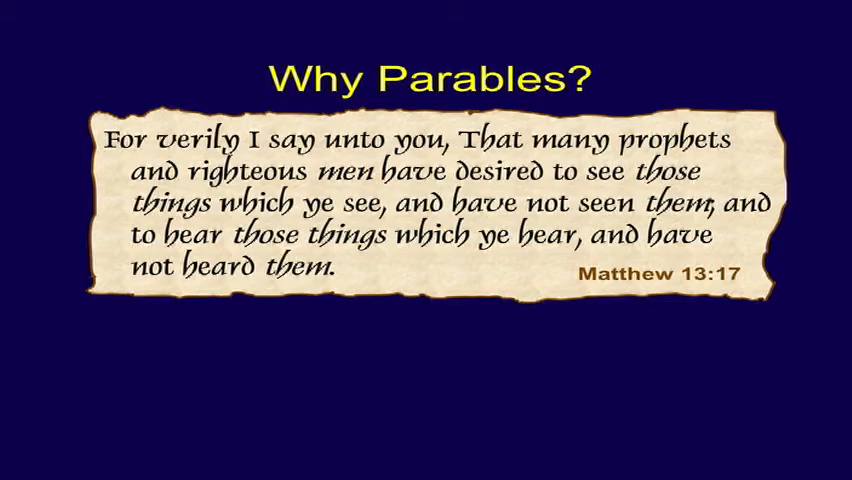 Why Parables?
For verily I say unto you, That many prophets
and righteous men have desired to see those
things which ye see, and have not seen them; and
to hear those things which ye hear, and have
not heard them.
Matthew 13:17